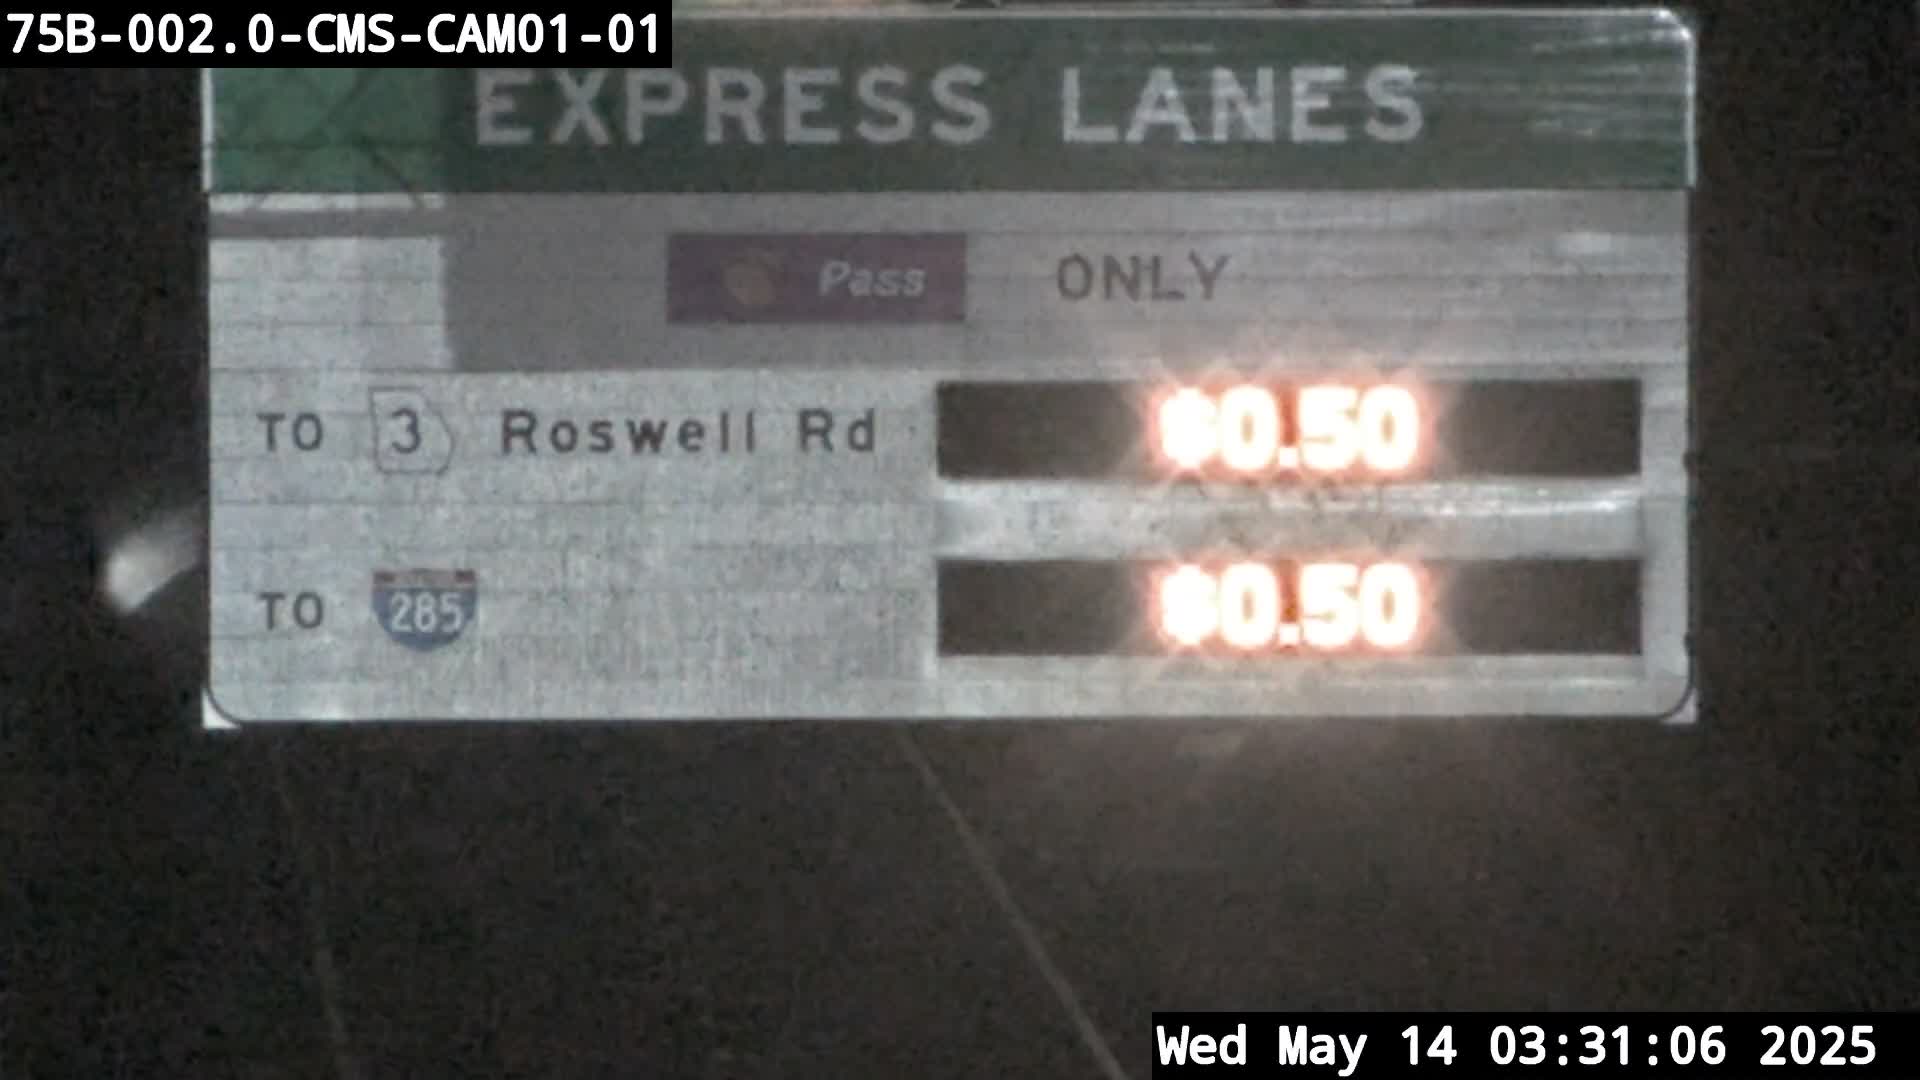 75B-002.0-CMS-CAM01-01
EXPRESS LANES
Pass ONLY
TO 3 Roswell Rd $0.50
TO 285 $0.50
Wed May 14 03:31:06 2025